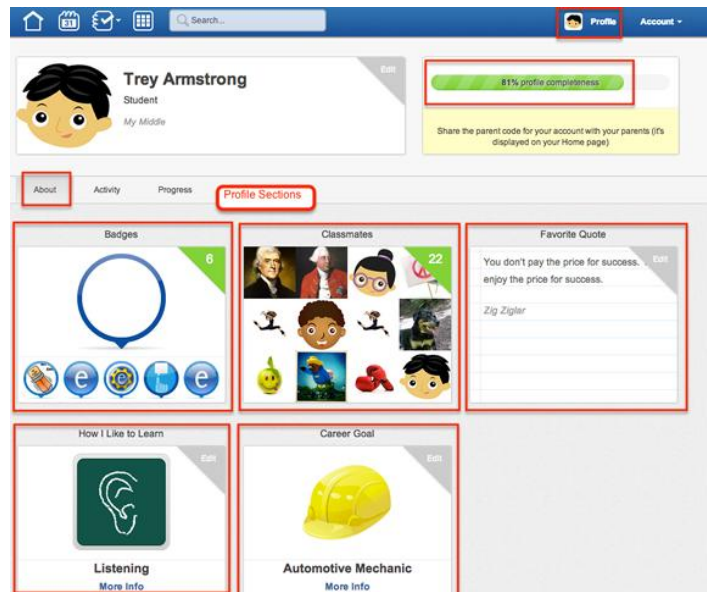 31
Search...
Profile
Account
Trey Armstrong
Edit
Student
My Middle
81% profile completeness
Share the parent code for your account with your parents (it's
displayed on your Home page)
About
Activity
Progress
Profile Sections
Badges
6
Classmates
22
Favorite Quote
Edit
You don't pay the price for success.
enjoy the price for success.
Zig Ziglar
e
e
e
How I Like to Learn
Edit
Listening
More Info
Career Goal
Edit
Automotive Mechanic
More Info